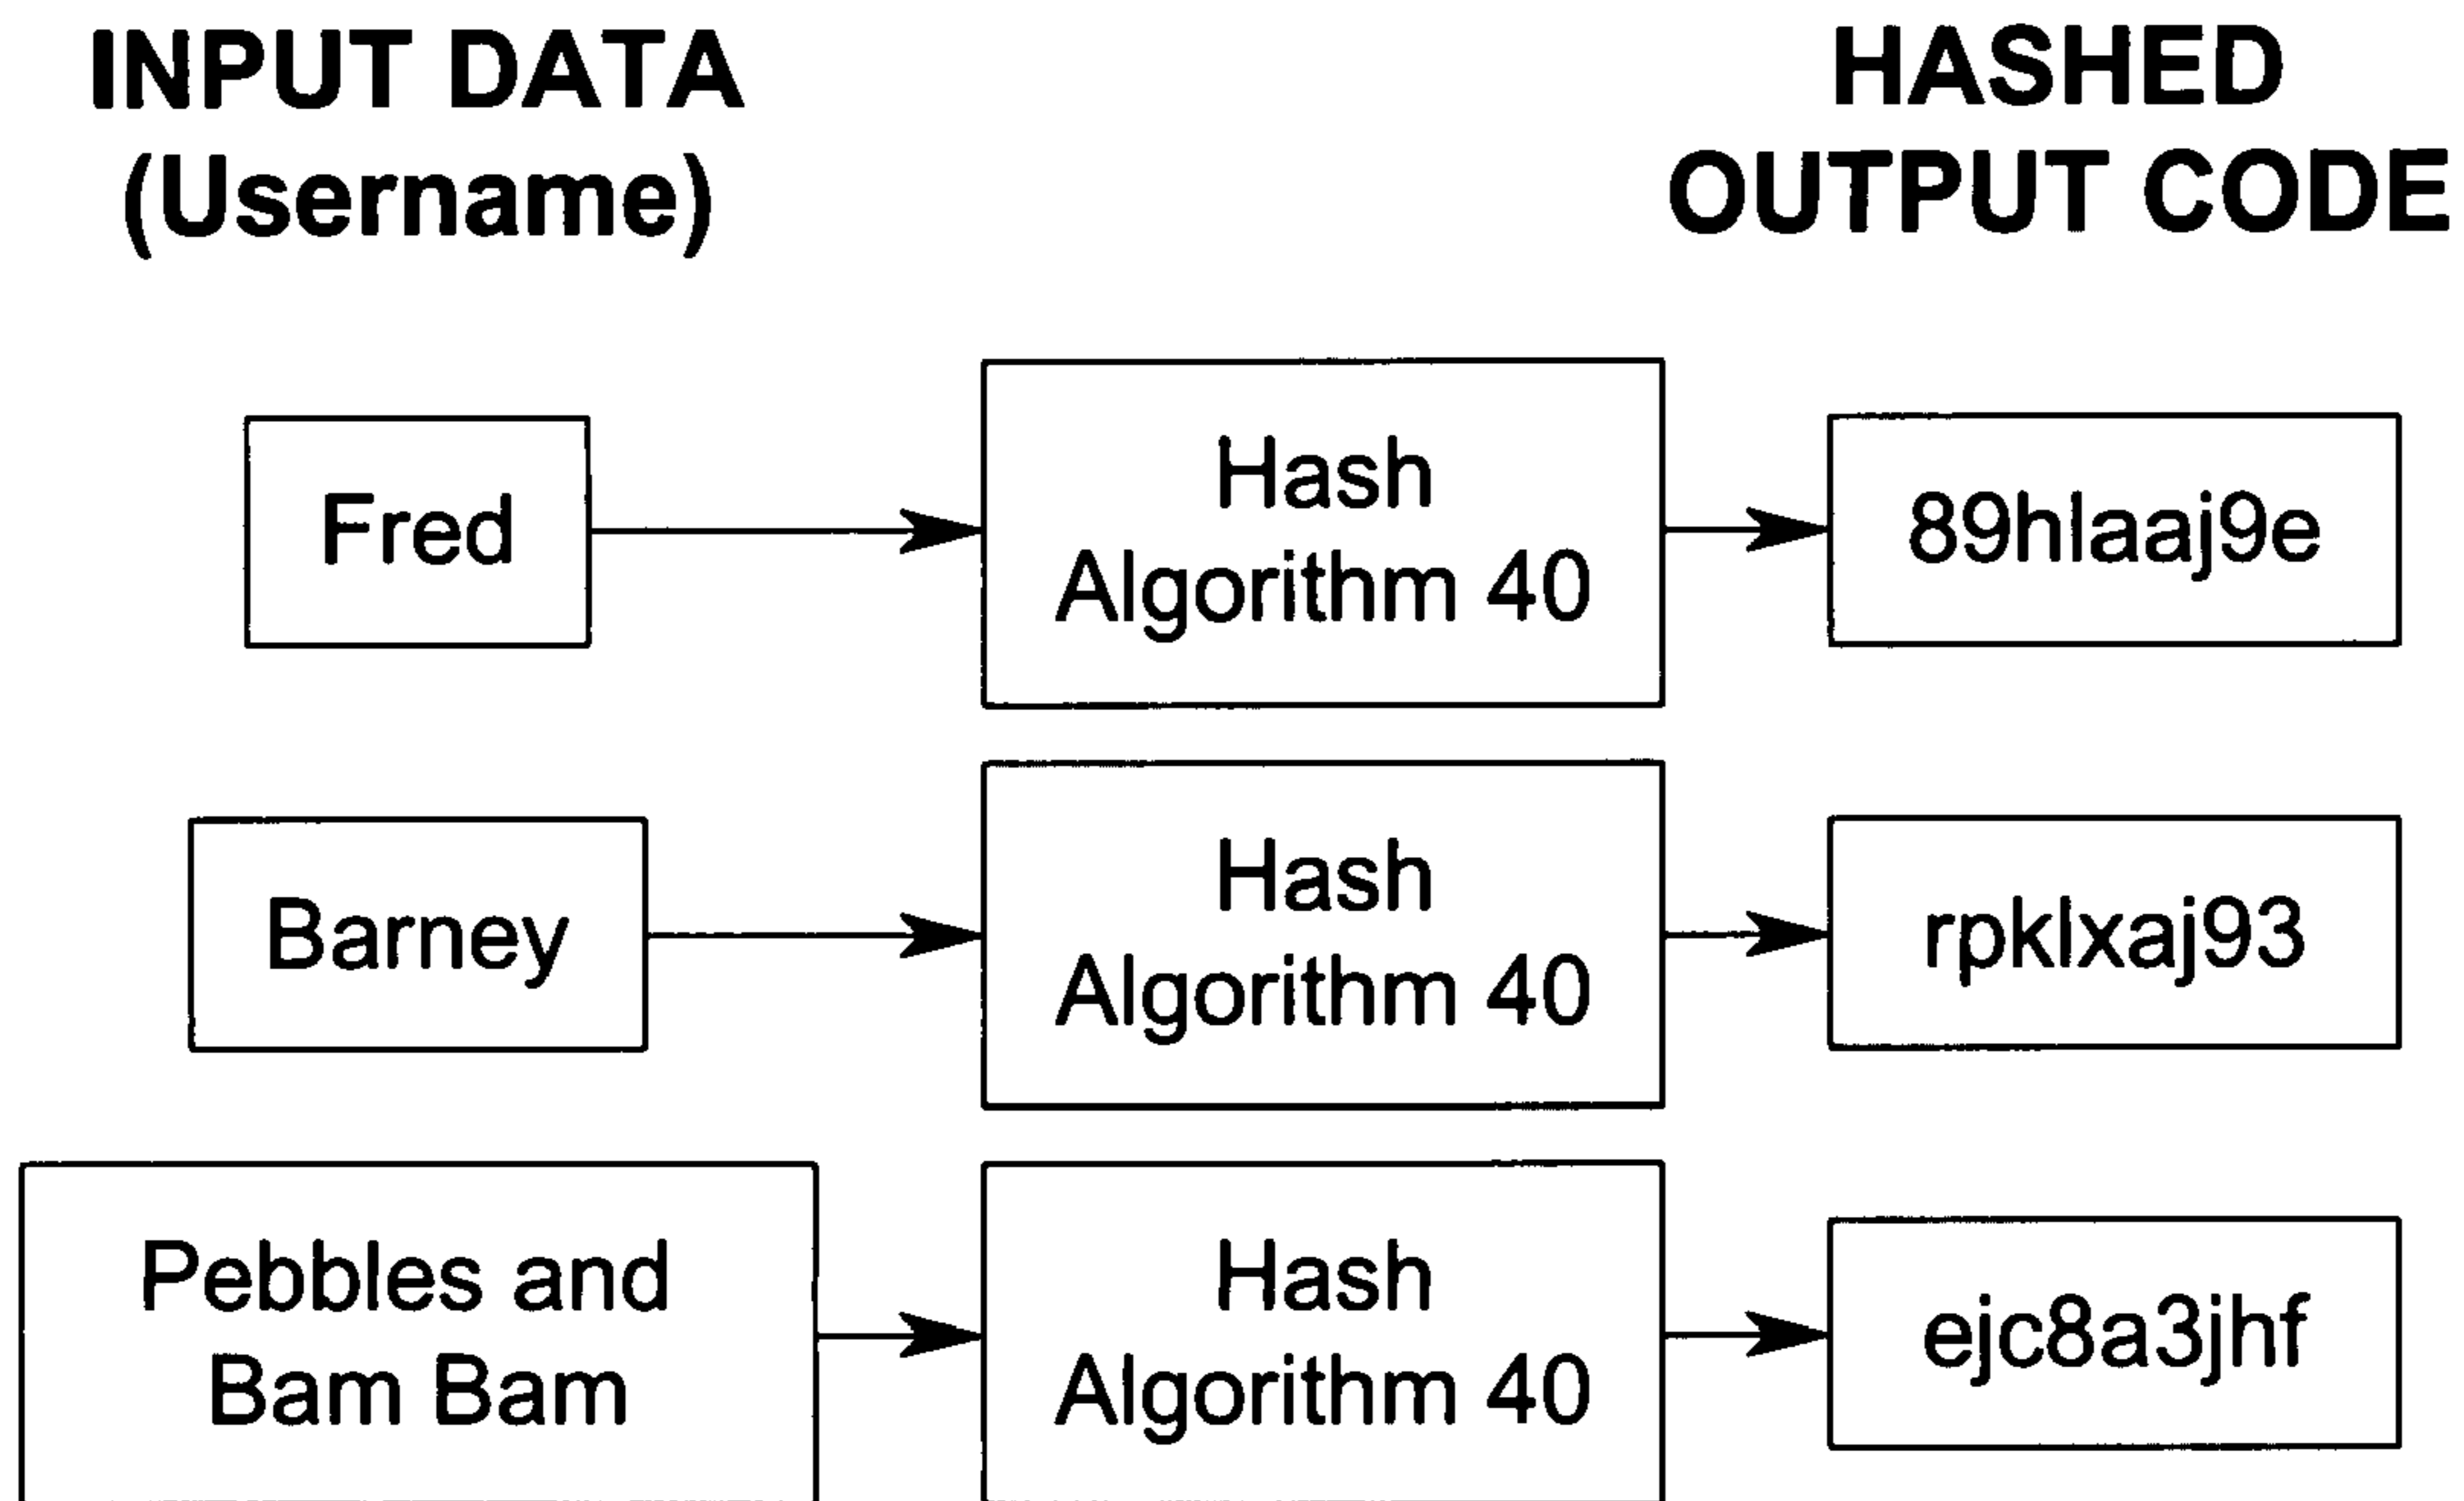 INPUT DATA
(Username)
HASHED
OUTPUT CODE
Fred
Hash
Algorithm 40
89hlaaj9e
Barney
Hash
Algorithm 40
rpklxaj93
Pebbles and
Bam Bam
Hash
Algorithm 40
ejc8a3jhf